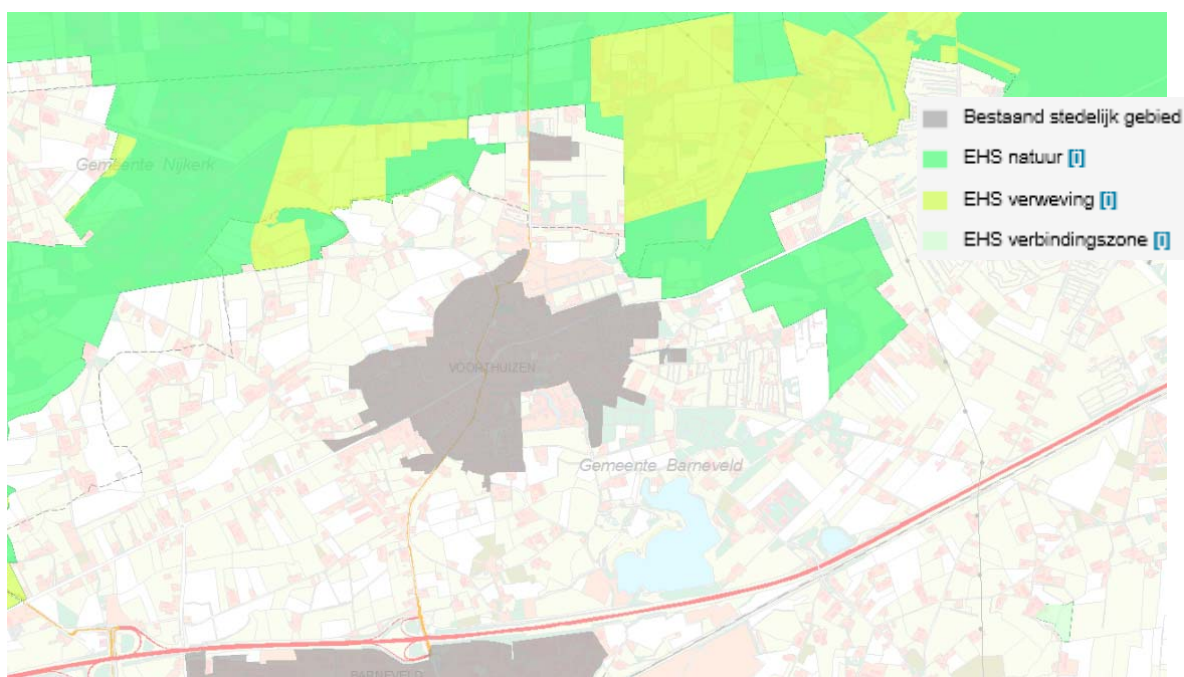 Bestaand stedelijk gebied
EHS natuur [i]
EHS verweving [i]
EHS verbindingszone [i]
Gemeente Nijkerk
VOORTHUIZEN
Gemeente Barneveld
BARNEVELD